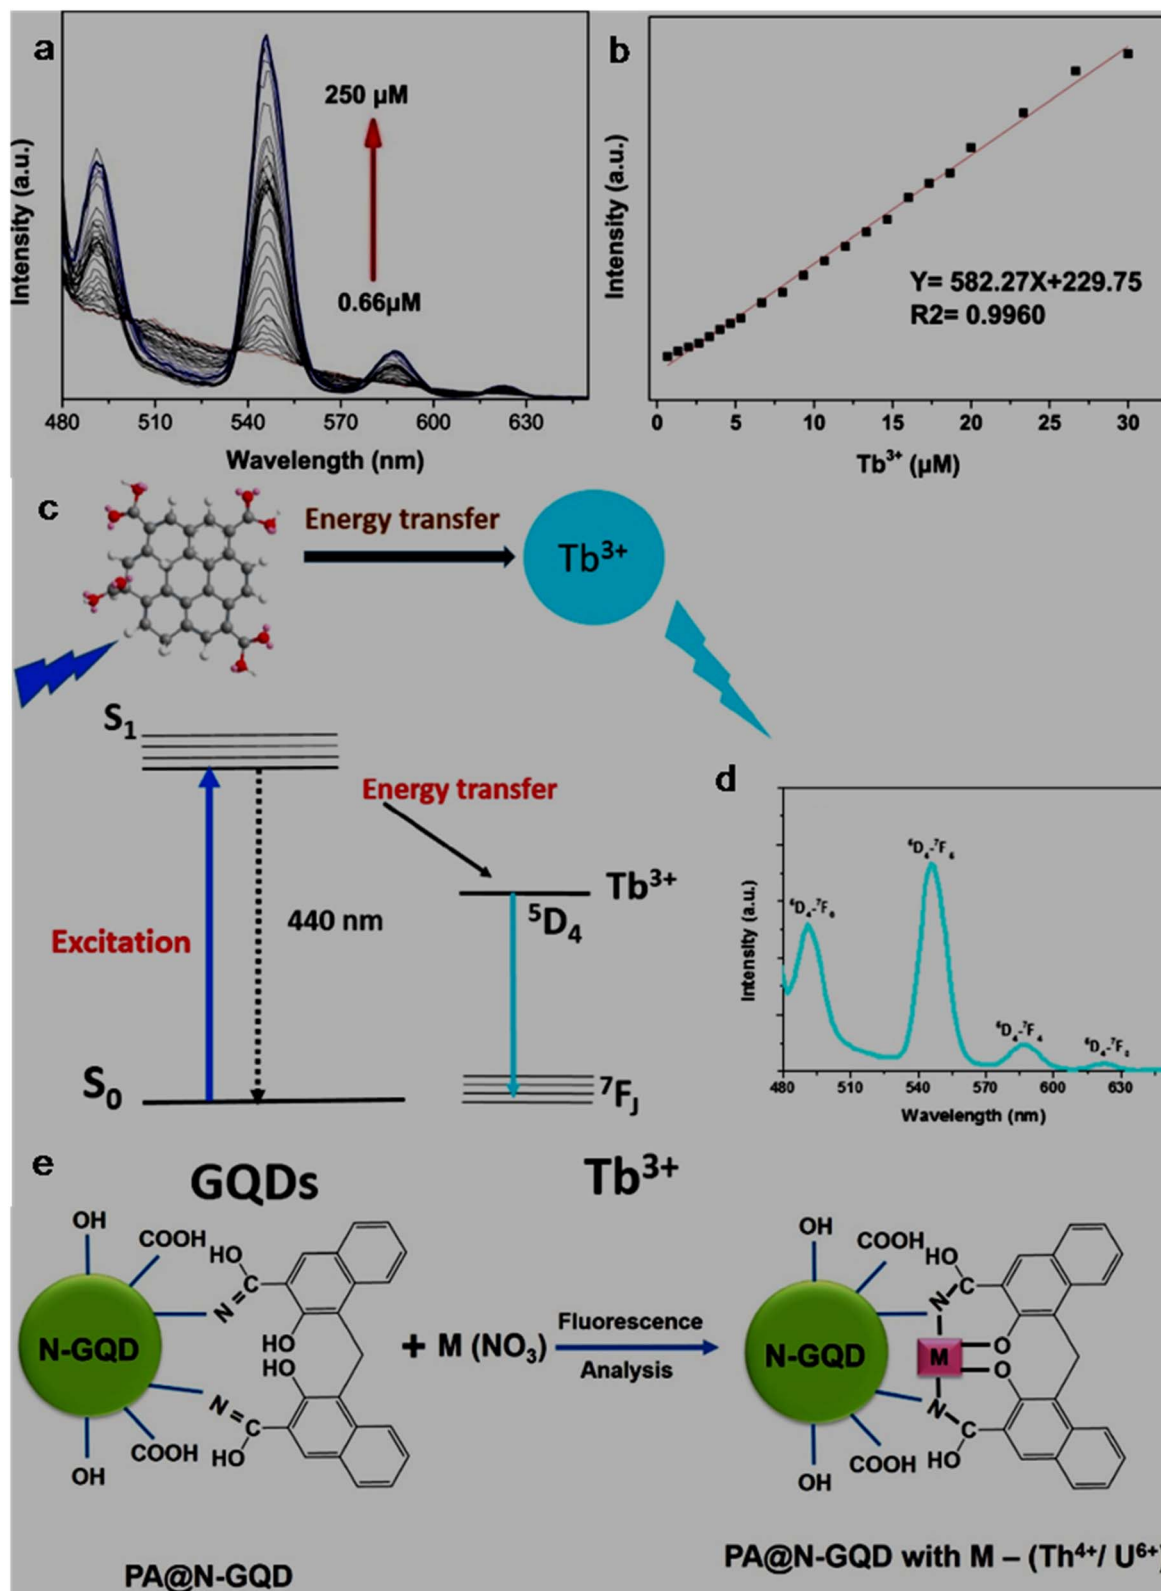 a
250 µM
0.66µM
Intensity (a.u.)
480 510 540 570 600 630
Wavelength (nm)
b
Intensity (a.u.)
Y= 582.27X+229.75
R2= 0.9960
0 5 10 15 20 25 30
Tb³⁺ (µM)
c
Energy transfer
Tb³⁺
S₁
Energy transfer
Tb³⁺
⁵D₄
440 nm
Excitation
S₀
⁷F_J
GQDs
Tb³⁺
d
Intensity (a.u.)
480 510 540 570 600 630
Wavelength (nm)
e
OH
COOH
HO
C
N
N-GQD
HO
HO
N
C
HO
COOH
OH
PA@N-GQD
+ M (NO₃)
Fluorescence
Analysis
OH
COOH
HO
C
N
N-GQD
M
O
O
N
C
HO
COOH
OH
PA@N-GQD with M – (Th⁴⁺/ U⁶⁺)